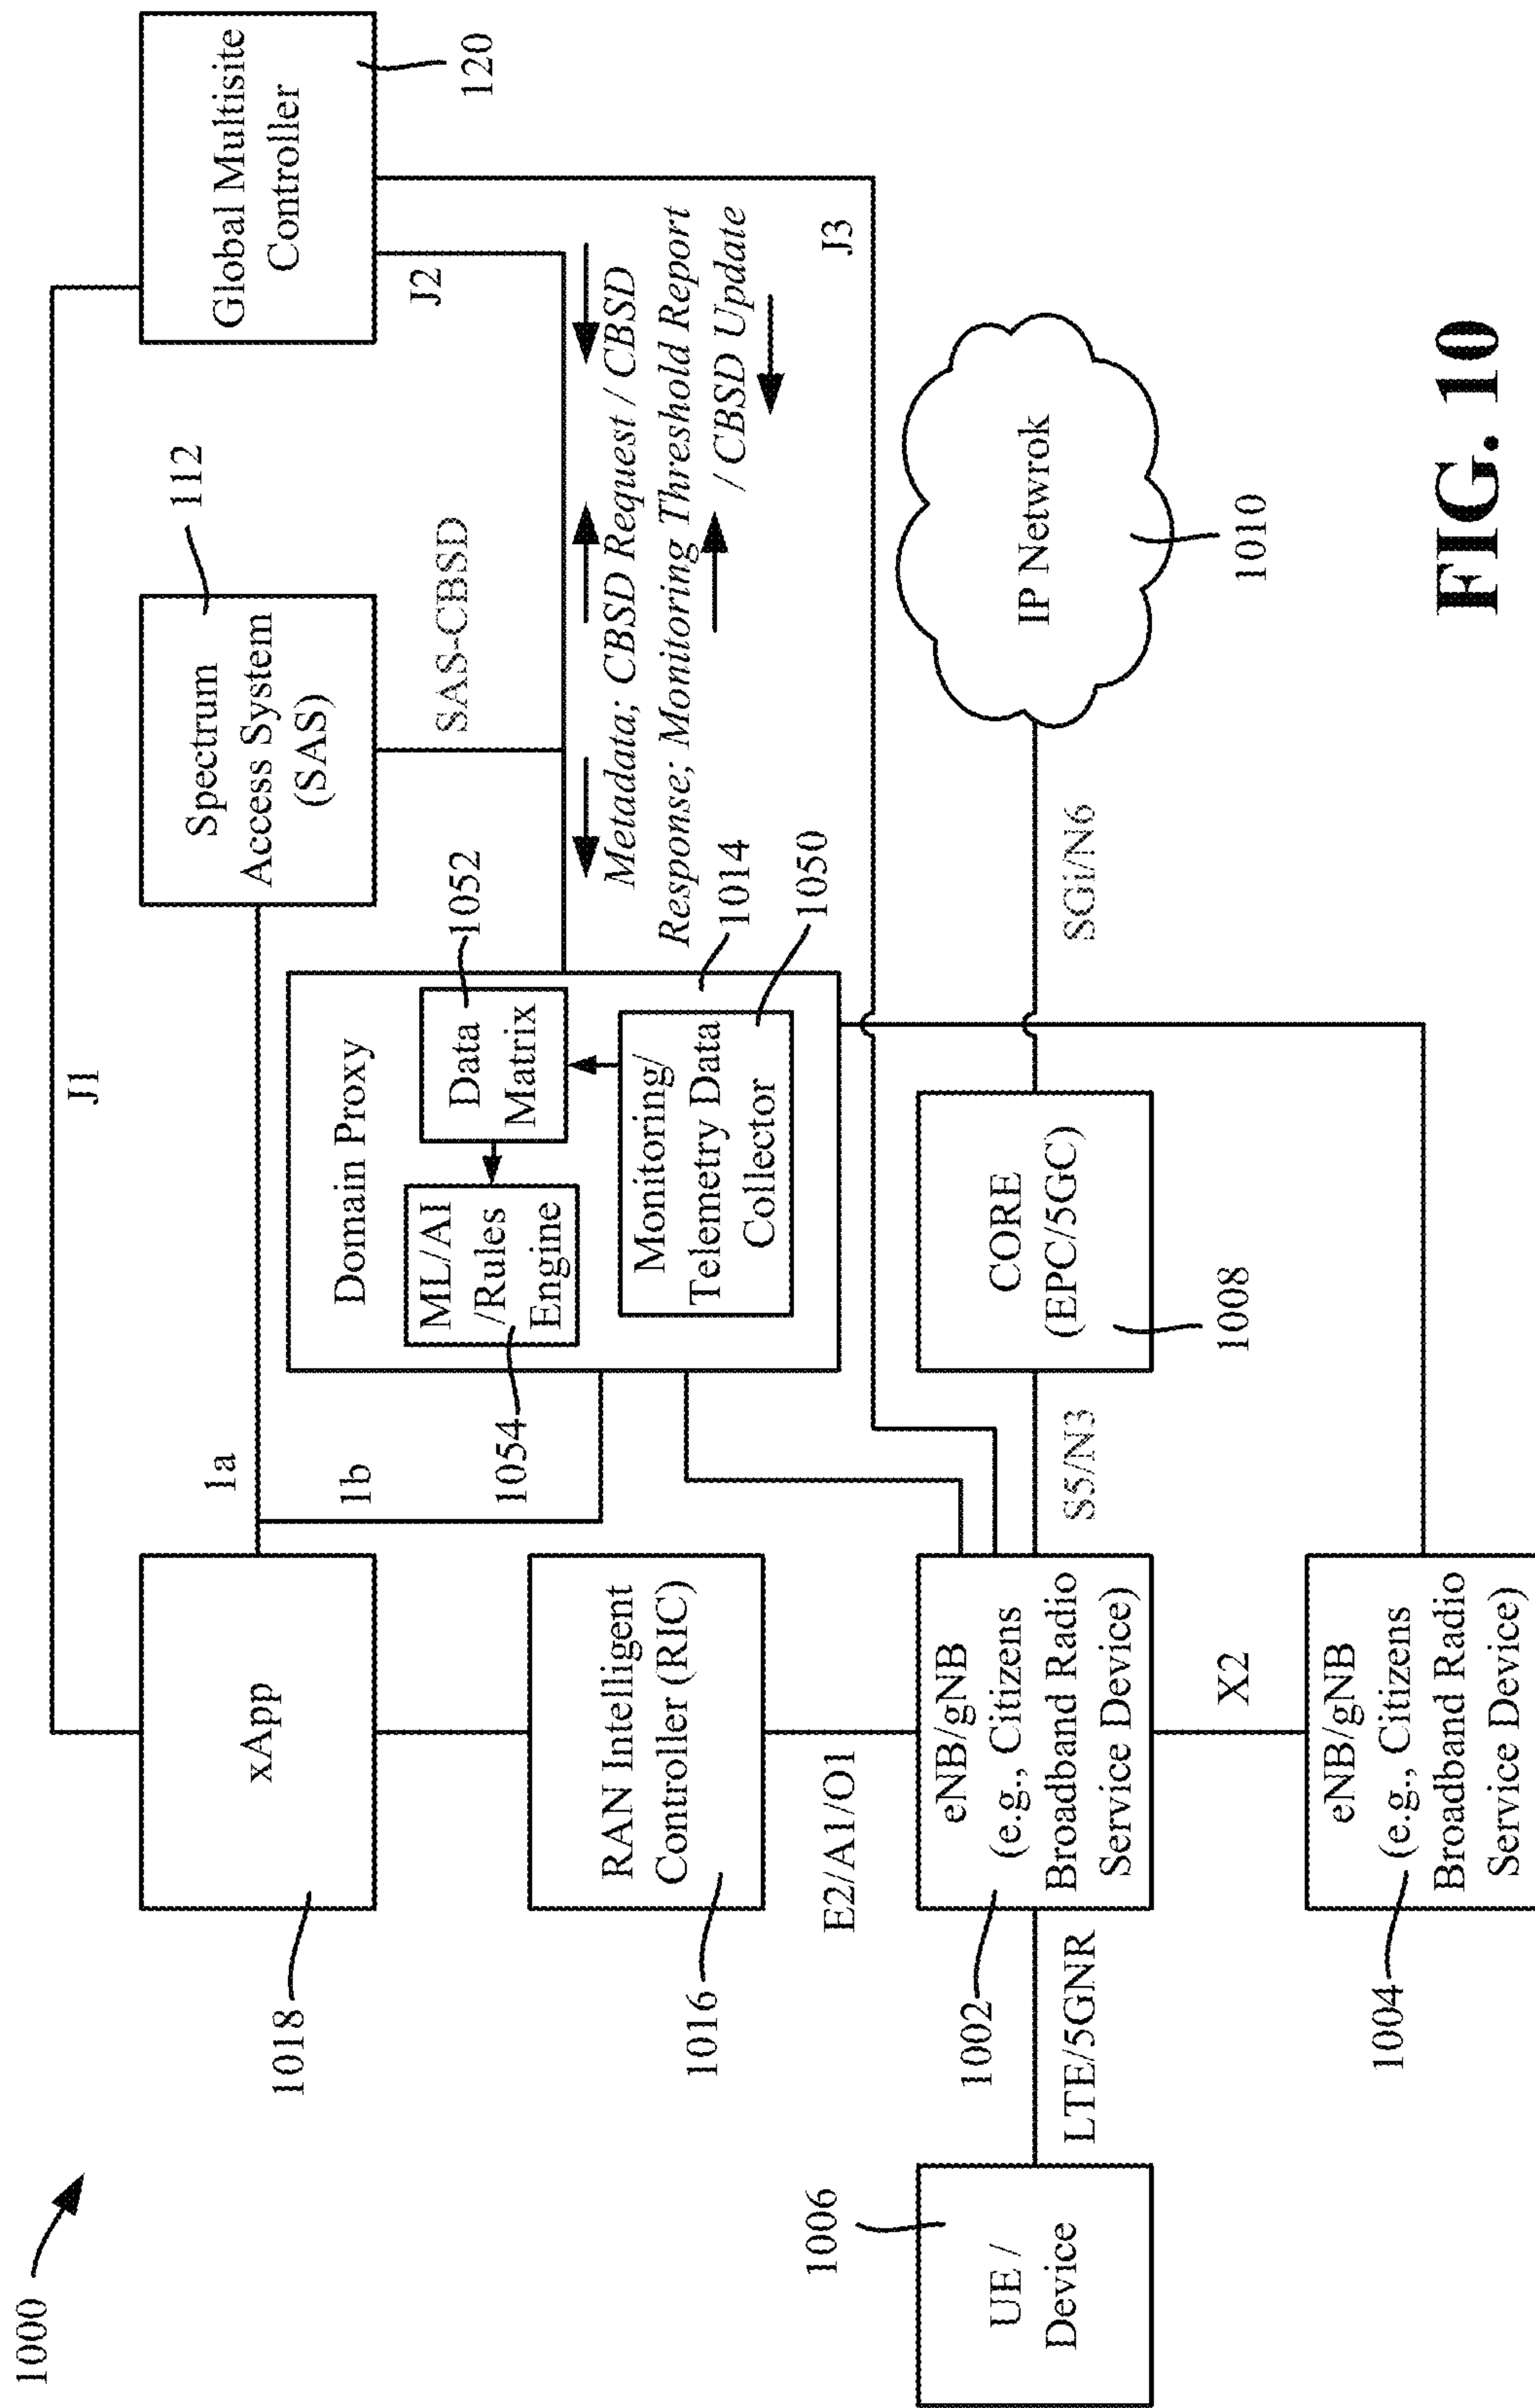 1000
J1
xApp
1018
1a
1b
Spectrum
Access System
(SAS)
112
Global Multisite
Controller
120
SAS-CBSD
J2
Domain Proxy
Data
Matrix
1052
ML/AI
/Rules
Engine
1054
Monitoring/
Telemetry Data
Collector
1014
1050
Metadata; CBSD Request / CBSD
Response; Monitoring Threshold Report
/ CBSD Update
J3
RAN Intelligent
Controller (RIC)
1016
E2/A1/O1
UE /
Device
1006
LTE/5GNR
eNB/gNB
(e.g., Citizens
Broadband Radio
Service Device)
1002
S5/N3
CORE
(EPC/5GC)
1008
SGi/N6
IP Netwrok
1010
X2
eNB/gNB
(e.g., Citizens
Broadband Radio
Service Device)
1004
FIG. 10